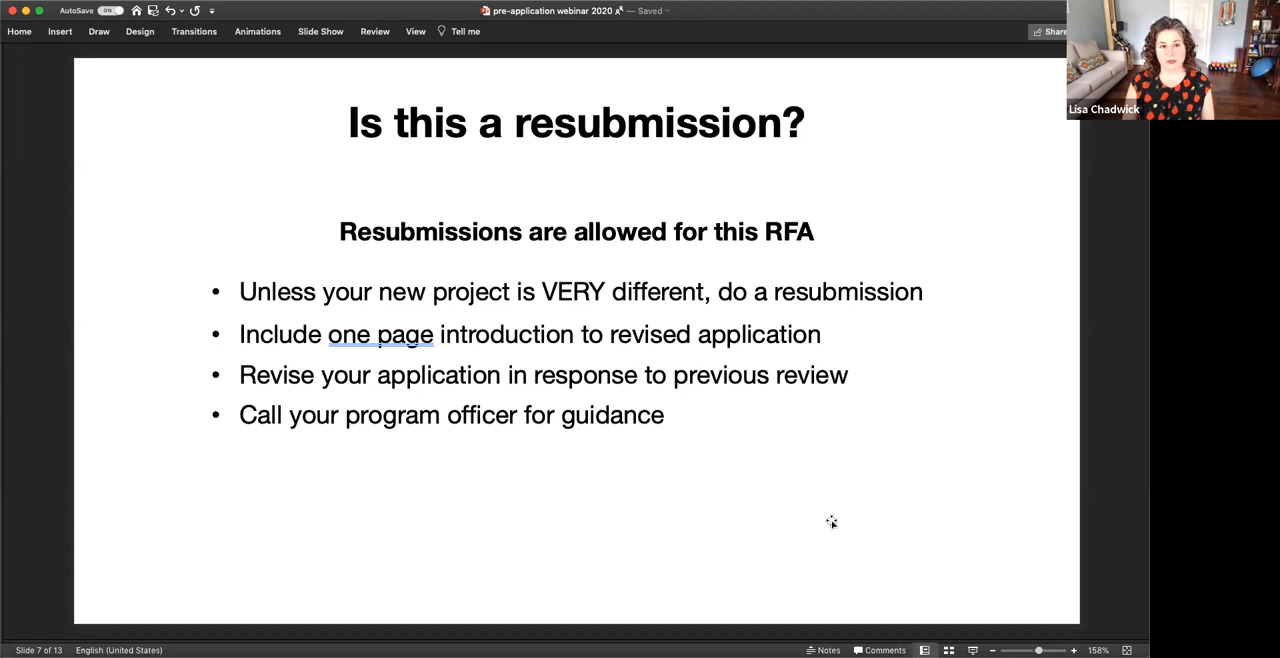 AutoSave ON
pre-application webinar 2020 — Saved
Home Insert Draw Design Transitions Animations Slide Show Review View Tell me
Share
Lisa Chadwick
Is this a resubmission?
Resubmissions are allowed for this RFA
• Unless your new project is VERY different, do a resubmission
• Include one page introduction to revised application
• Revise your application in response to previous review
• Call your program officer for guidance
Slide 7 of 13 English (United States) Notes Comments 158%